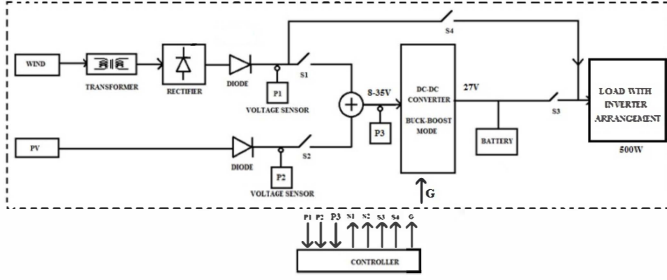 S4
WIND
TRANSFORMER
RECTIFIER
DIODE
S1
P1
VOLTAGE SENSOR
8-35V
P3
DC-DC
CONVERTER
BUCK-BOOST
MODE
27V
BATTERY
S3
LOAD WITH
INVERTER
ARRANGEMENT
500W
PV
DIODE
S2
P2
VOLTAGE SENSOR
G
P1 P2 P3 S1 S2 S3 S4 G
CONTROLLER